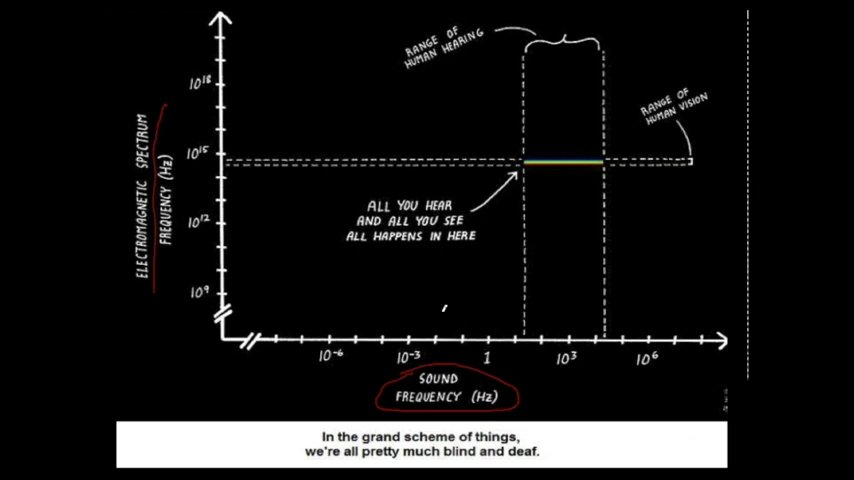 RANGE OF
HUMAN HEARING
RANGE OF
HUMAN VISION
ELECTROMAGNETIC SPECTRUM
FREQUENCY (Hz)
10¹⁸
10¹⁵
10¹²
10⁹
ALL YOU HEAR
AND ALL YOU SEE
ALL HAPPENS IN HERE
10⁻⁶ 10⁻³ 1 10³ 10⁶
SOUND
FREQUENCY (Hz)
In the grand scheme of things,
we're all pretty much blind and deaf.